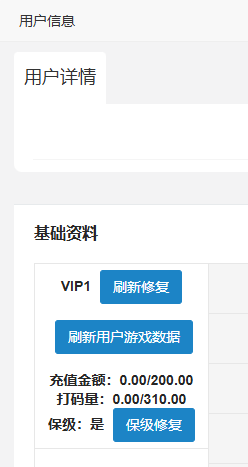 用户信息
用户详情
基础资料
VIP1 刷新修复
刷新用户游戏数据
充值金额：0.00/200.00
打码量：0.00/310.00
保级：是 保级修复